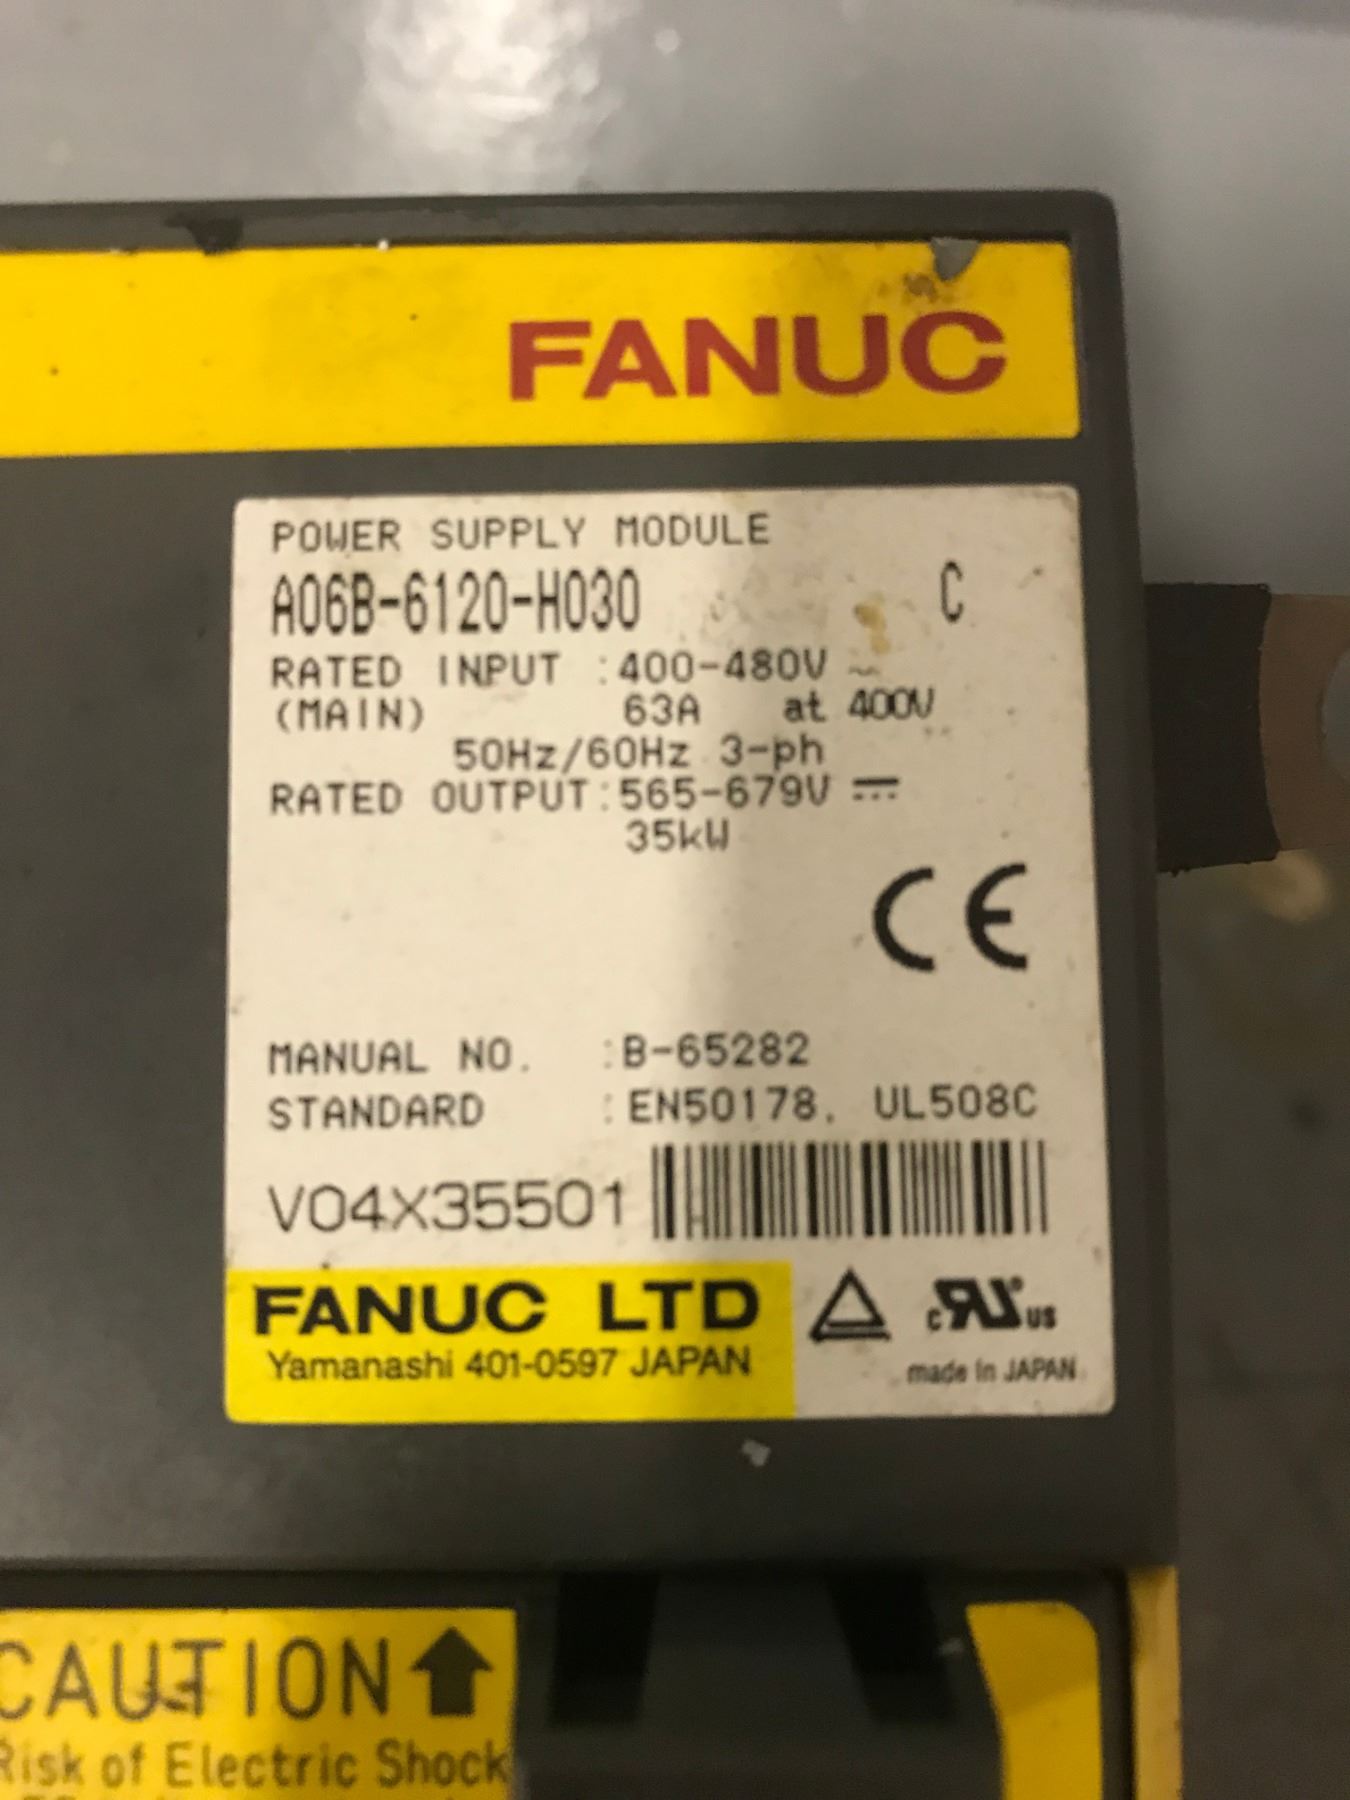 FANUC
POWER SUPPLY MODULE
A06B-6120-H030 C
RATED INPUT :400-480V ~
(MAIN) 63A at 400V
50Hz/60Hz 3-ph
RATED OUTPUT:565-679V
35kW
CE
MANUAL NO. :B-65282
STANDARD :EN50178, UL508C
V04X35501
FANUC LTD
Yamanashi 401-0597 JAPAN
c RU us
made in JAPAN
CAUTION
Risk of Electric Shock